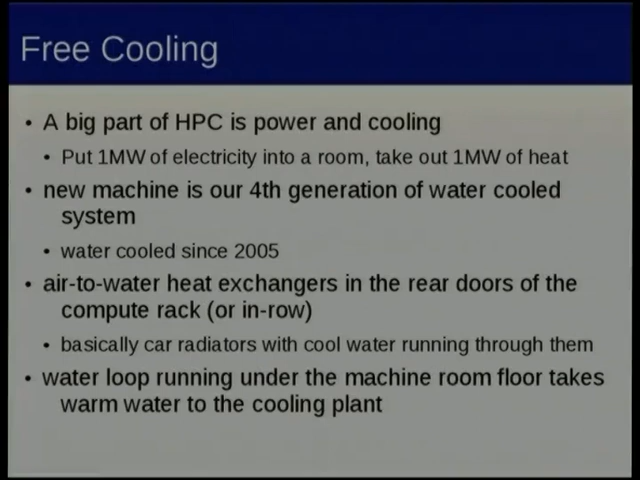 Free Cooling
• A big part of HPC is power and cooling
• Put 1MW of electricity into a room, take out 1MW of heat
• new machine is our 4th generation of water cooled
system
• water cooled since 2005
• air-to-water heat exchangers in the rear doors of the
compute rack (or in-row)
• basically car radiators with cool water running through them
• water loop running under the machine room floor takes
warm water to the cooling plant